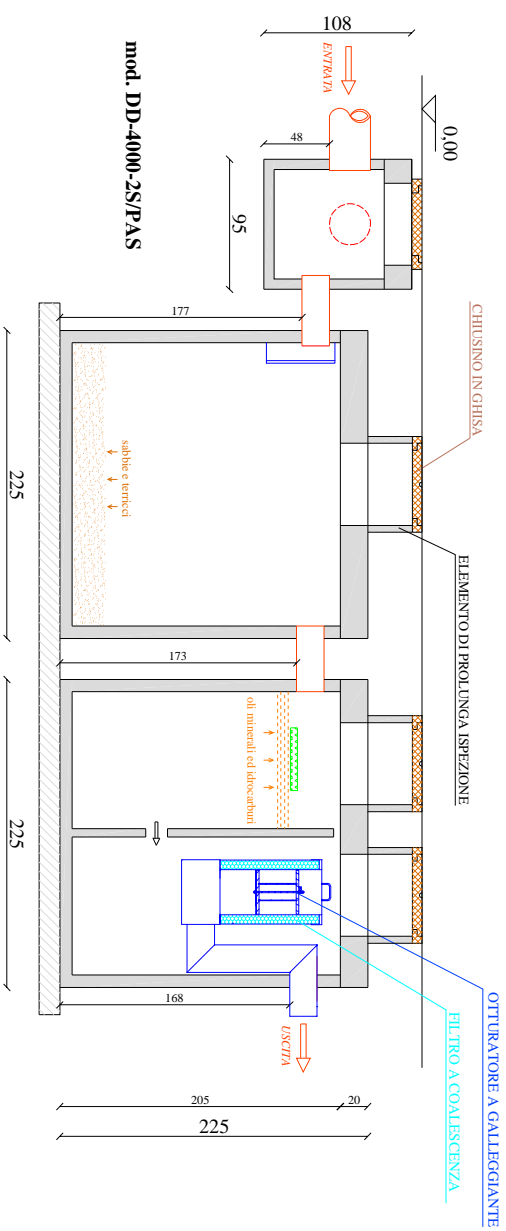 108
ENTRATA
0,00
48
95
mod. DD-4000-2S/PAS
CHIUSINO IN GHISA
ELEMENTO DI PROLUNGA ISPEZIONE
177
sabbie e terricci
225
173
oli minerali ed idrocarburi
225
OTTURATORE A GALLEGGIANTE
FILTRO A COALESCENZA
168
USCITA
205
20
225